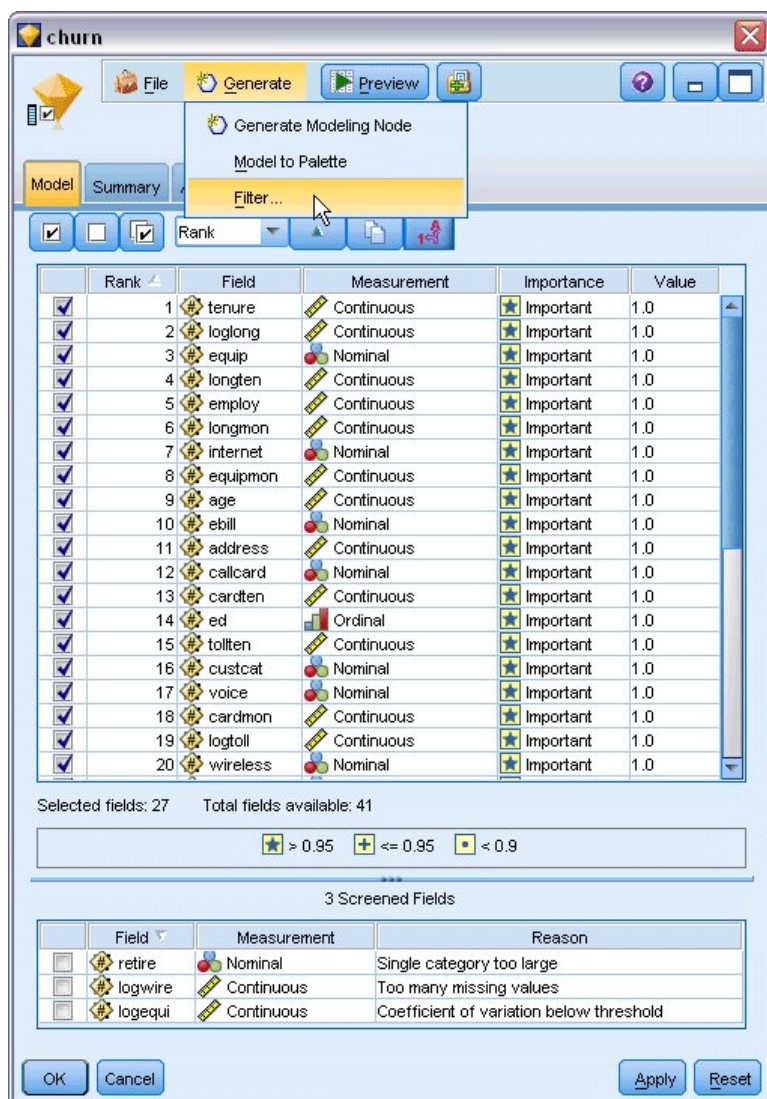 churn
File Generate Preview
Generate Modeling Node
Model to Palette
Filter...
Model Summary
Rank
Rank Field Measurement Importance Value
1 tenure Continuous Important 1.0
2 loglong Continuous Important 1.0
3 equip Nominal Important 1.0
4 longten Continuous Important 1.0
5 employ Continuous Important 1.0
6 longmon Continuous Important 1.0
7 internet Nominal Important 1.0
8 equipmon Continuous Important 1.0
9 age Continuous Important 1.0
10 ebill Nominal Important 1.0
11 address Continuous Important 1.0
12 callcard Nominal Important 1.0
13 cardten Continuous Important 1.0
14 ed Ordinal Important 1.0
15 tollten Continuous Important 1.0
16 custcat Nominal Important 1.0
17 voice Nominal Important 1.0
18 cardmon Continuous Important 1.0
19 logtoll Continuous Important 1.0
20 wireless Nominal Important 1.0
Selected fields: 27 Total fields available: 41
> 0.95 <= 0.95 < 0.9
3 Screened Fields
Field Measurement Reason
retire Nominal Single category too large
logwire Continuous Too many missing values
logequi Continuous Coefficient of variation below threshold
OK Cancel Apply Reset